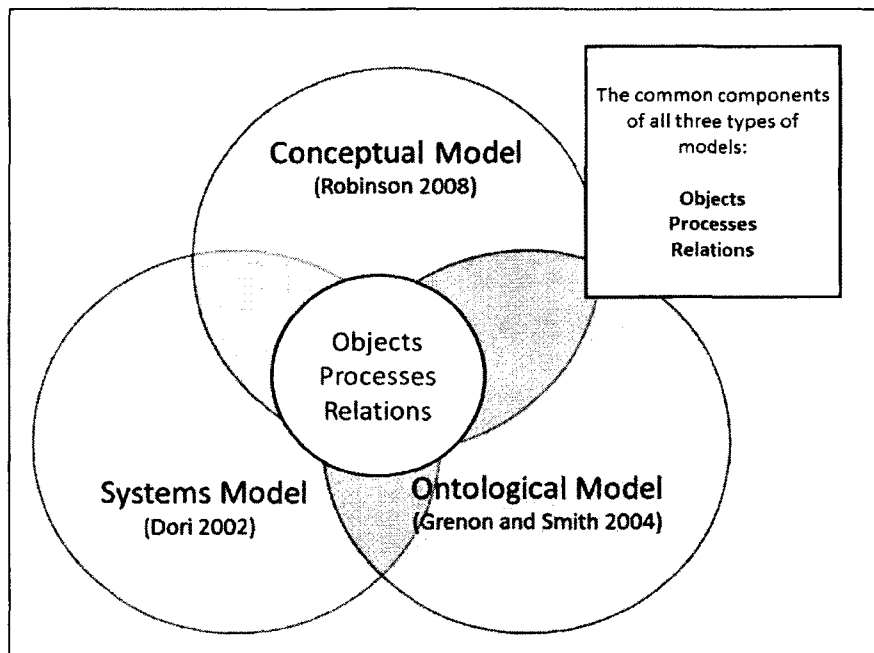 Conceptual Model
(Robinson 2008)
The common components
of all three types of
models:
Objects
Processes
Relations
Objects
Processes
Relations
Systems Model
(Dori 2002)
Ontological Model
(Grenon and Smith 2004)